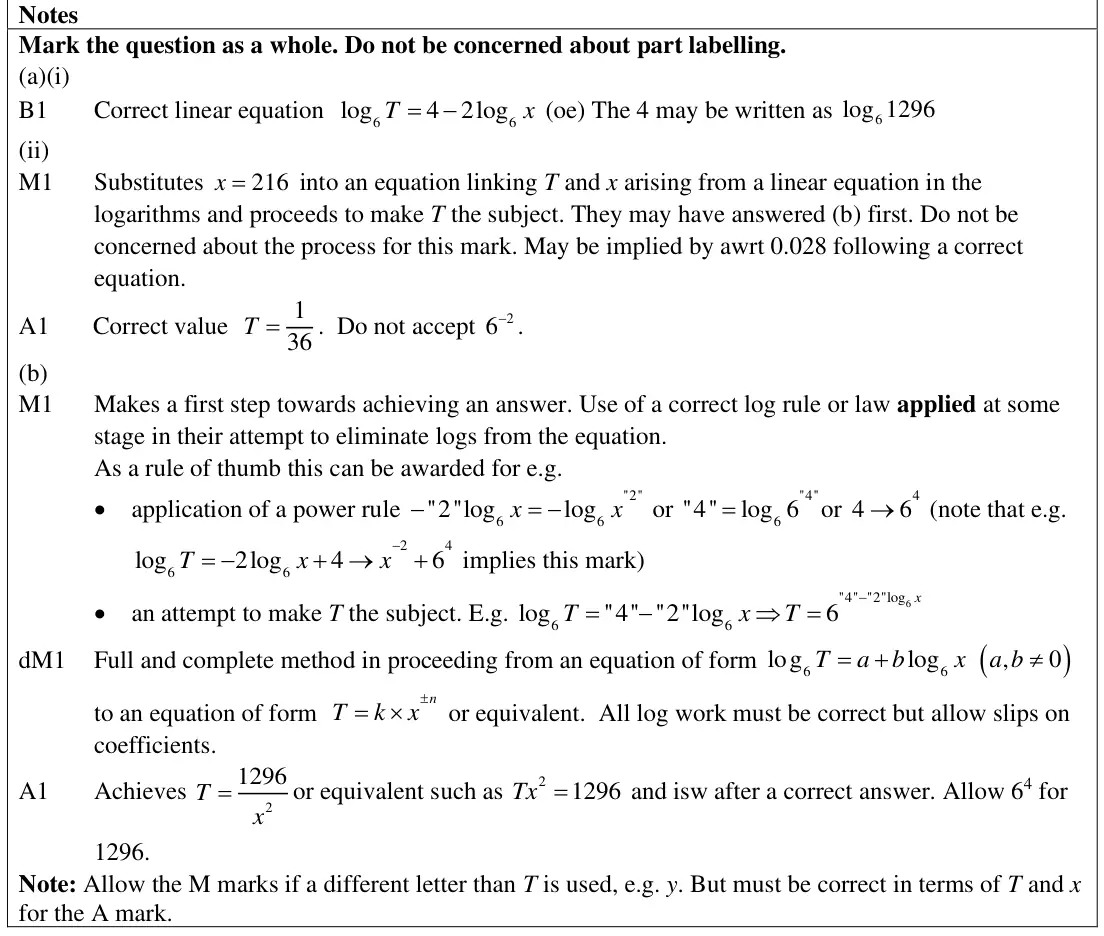 Notes
Mark the question as a whole. Do not be concerned about part labelling.
(a)(i)
B1 Correct linear equation log₆ T = 4 − 2log₆ x (oe) The 4 may be written as log₆ 1296
(ii)
M1 Substitutes x = 216 into an equation linking T and x arising from a linear equation in the
logarithms and proceeds to make T the subject. They may have answered (b) first. Do not be
concerned about the process for this mark. May be implied by awrt 0.028 following a correct
equation.
A1 Correct value T = 1/36. Do not accept 6⁻².
(b)
M1 Makes a first step towards achieving an answer. Use of a correct log rule or law applied at some
stage in their attempt to eliminate logs from the equation.
As a rule of thumb this can be awarded for e.g.
• application of a power rule −"2"log₆ x = −log₆ x^"2" or "4" = log₆ 6^"4" or 4 → 6⁴ (note that e.g.
log₆ T = −2log₆ x + 4 → x⁻² + 6⁴ implies this mark)
• an attempt to make T the subject. E.g. log₆ T = "4"−"2"log₆ x ⇒ T = 6^("4"−"2"log₆ x)
dM1 Full and complete method in proceeding from an equation of form log₆ T = a + b log₆ x (a, b ≠ 0)
to an equation of form T = k × x^(±n) or equivalent. All log work must be correct but allow slips on
coefficients.
A1 Achieves T = 1296/x² or equivalent such as Tx² = 1296 and isw after a correct answer. Allow 6⁴ for
1296.
Note: Allow the M marks if a different letter than T is used, e.g. y. But must be correct in terms of T and x
for the A mark.